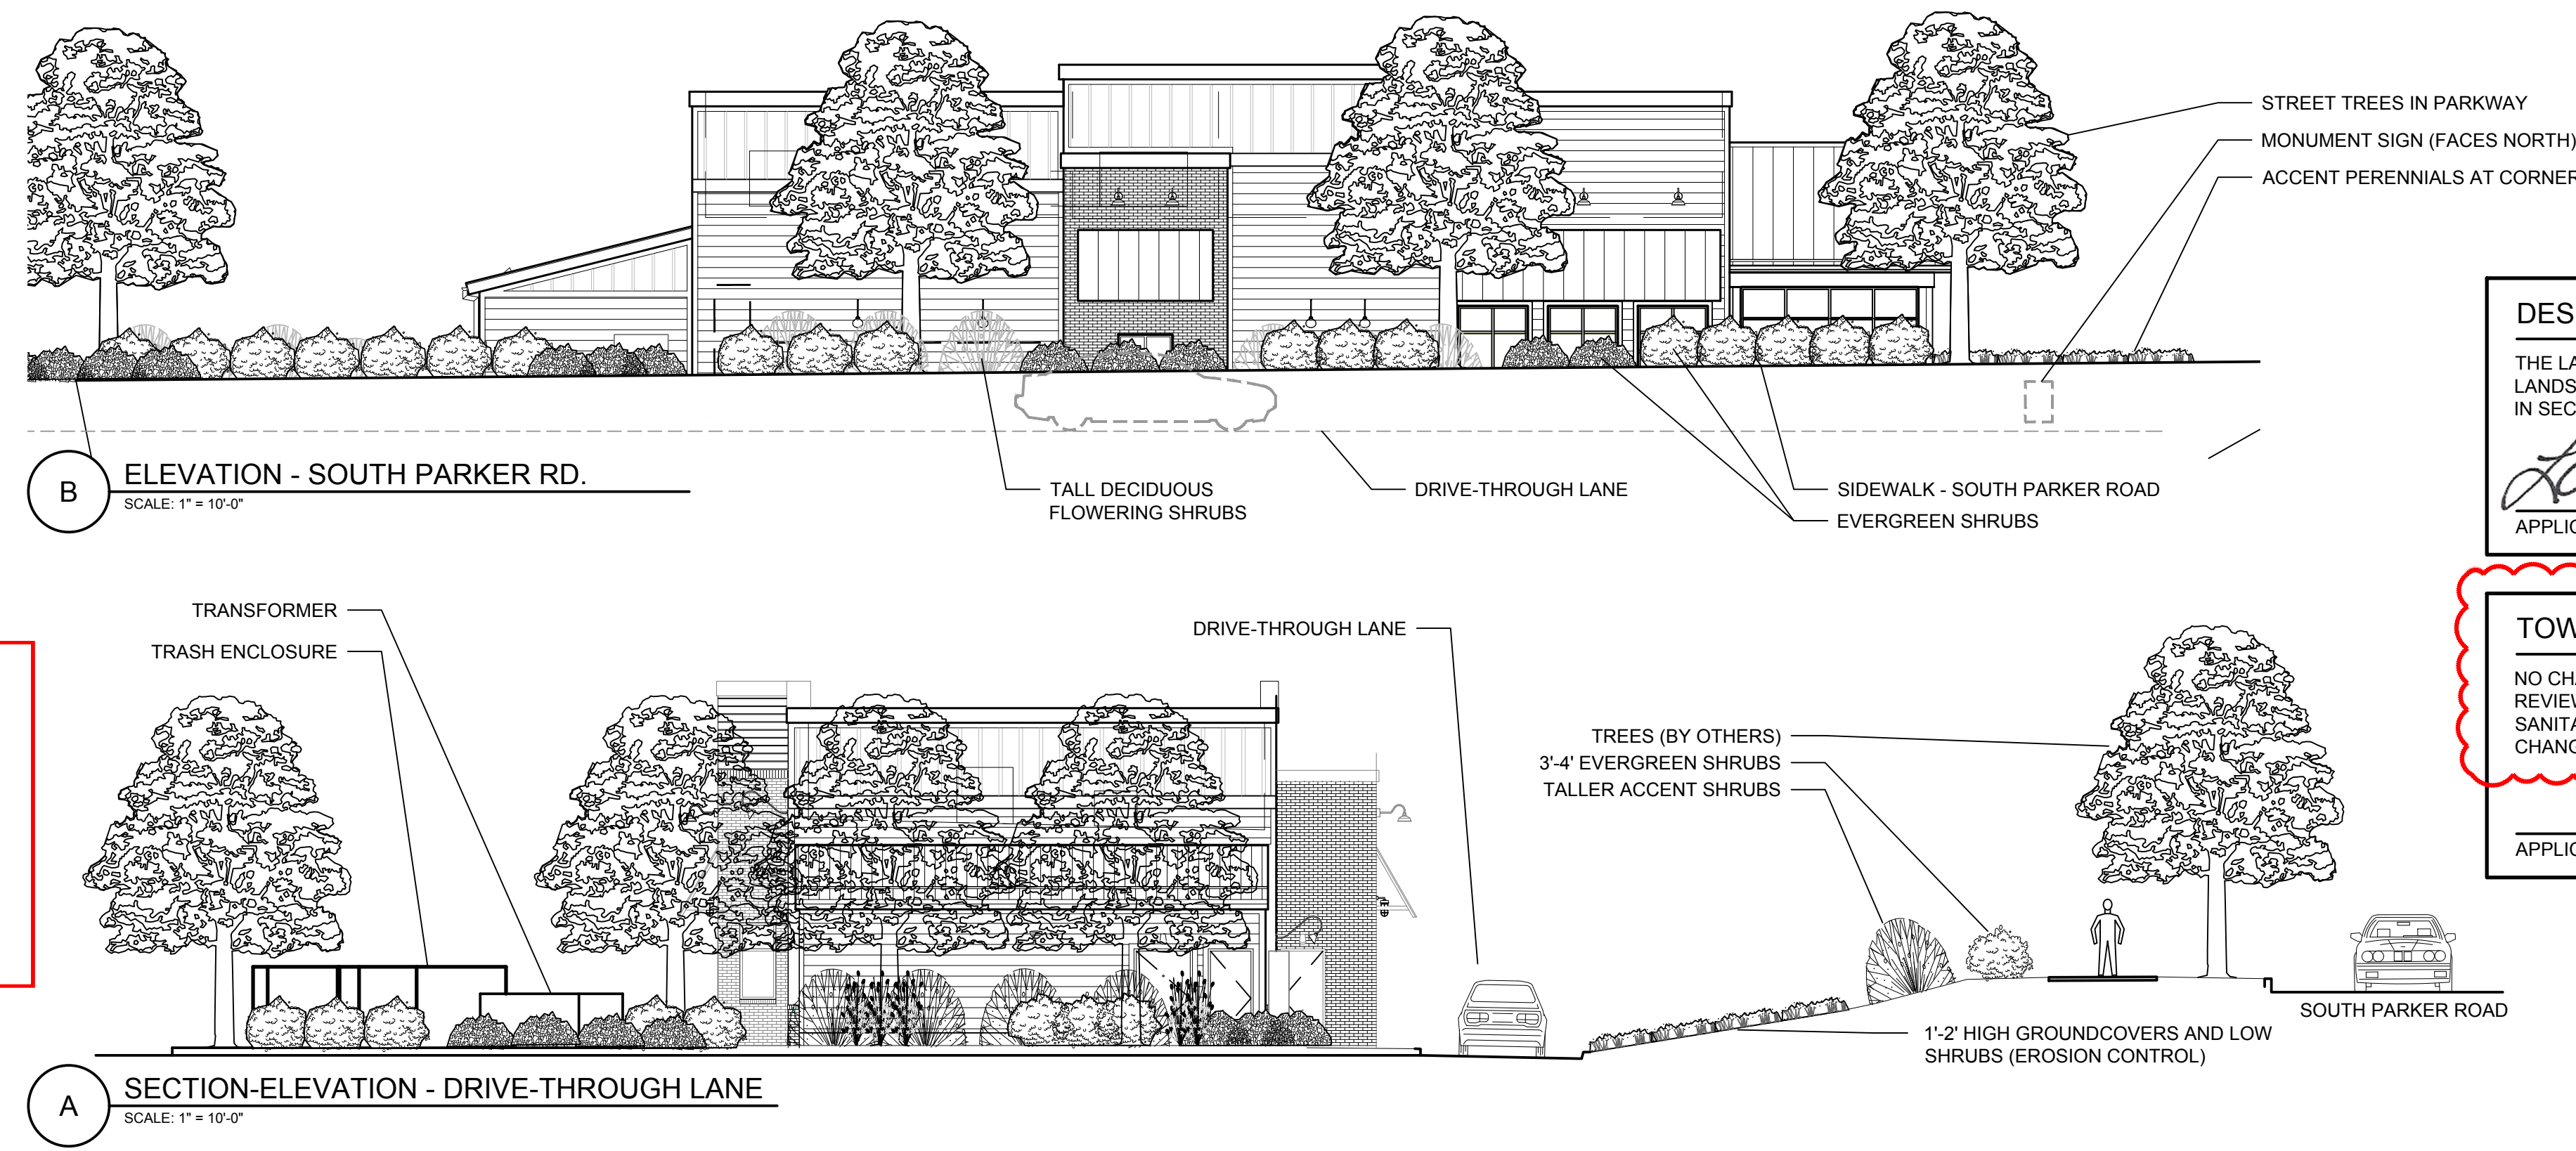 STREET TREES IN PARKWAY
MONUMENT SIGN (FACES NORTH)
ACCENT PERENNIALS AT CORNER
B
ELEVATION - SOUTH PARKER RD.
SCALE: 1" = 10'-0"
TALL DECIDUOUS
FLOWERING SHRUBS
DRIVE-THROUGH LANE
SIDEWALK - SOUTH PARKER ROAD
EVERGREEN SHRUBS
DES
THE LA
LANDS
IN SEC
APPLIC
TRANSFORMER
TRASH ENCLOSURE
DRIVE-THROUGH LANE
TREES (BY OTHERS)
3'-4' EVERGREEN SHRUBS
TALLER ACCENT SHRUBS
SOUTH PARKER ROAD
1'-2' HIGH GROUNDCOVERS AND LOW
SHRUBS (EROSION CONTROL)
A
SECTION-ELEVATION - DRIVE-THROUGH LANE
SCALE: 1" = 10'-0"
TOW
NO CHA
REVIEW
SANITA
CHANG
APPLIC